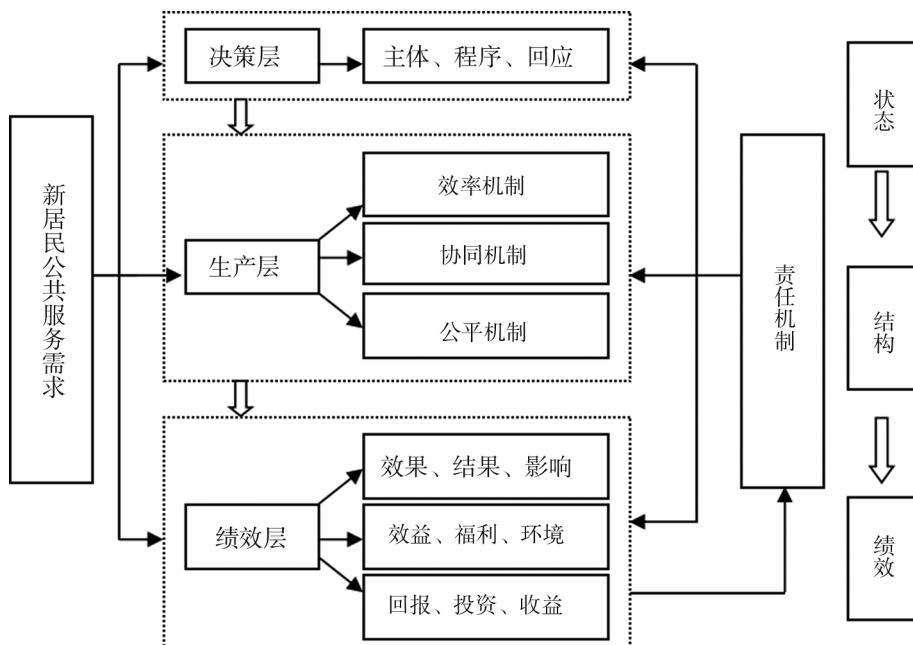 决策层
主体、程序、回应
新居民公共服务需求
生产层
效率机制
协同机制
公平机制
绩效层
效果、结果、影响
效益、福利、环境
回报、投资、收益
责任机制
状态
结构
绩效